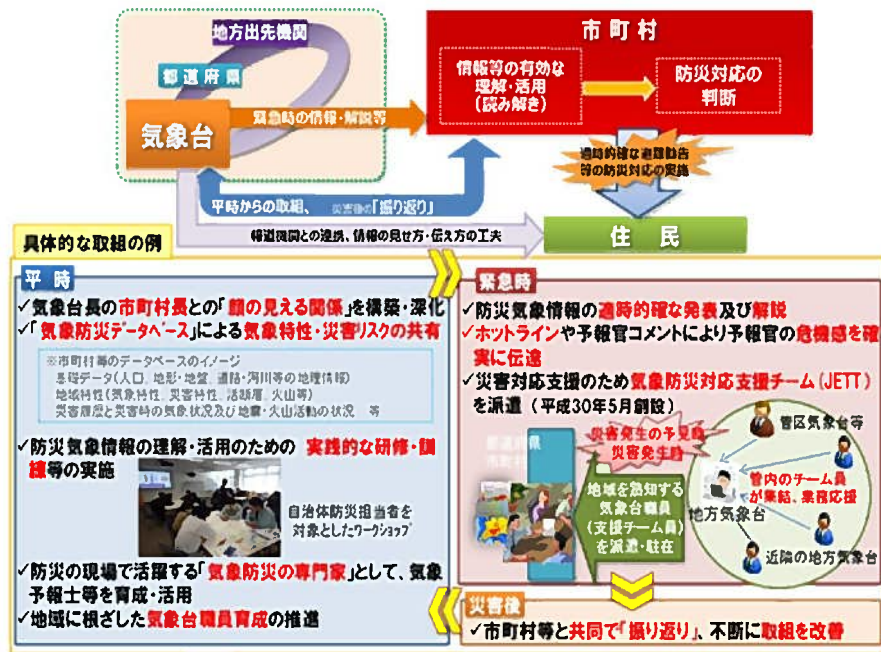 地方出先機関
都道府県
気象台
緊急時の情報・解説等
市町村
情報等の有効な
理解・活用
(読み解き)
防災対応の
判断
適時的確な避難勧告
等の防災対応の実施
平時からの取組、 災害後の「振り返り」
報道機関との連携、情報の見せ方・伝え方の工夫
住民
具体的な取組の例
平時
✓気象台長の市町村長との「顔の見える関係」を構築・深化
✓「気象防災データベース」による気象特性・災害リスクの共有
※市町村等のデータベースのイメージ
基礎データ(人口、地形・地盤、道路・河川等の地理情報)
地域特性(気象特性、災害特性、活断層、火山等)
災害履歴と災害時の気象状況及び地震・火山活動の状況 等
✓防災気象情報の理解・活用のための 実践的な研修・訓
練等の実施
自治体防災担当者を
対象としたワークショップ
✓防災の現場で活躍する「気象防災の専門家」として、気象
予報士等を育成・活用
✓地域に根ざした気象台職員育成の推進
緊急時
✓防災気象情報の適時的確な発表及び解説
✓ホットラインや予報官コメントにより予報官の危機感を確
実に伝達
✓災害対応支援のため気象防災対応支援チーム(JETT)
を派遣(平成30年5月創設)
都道府県
市町村
災害発生の予見時
災害発生時
地域を熟知する
気象台職員
(支援チーム員)
を派遣・駐在
管区気象台等
管内のチーム員
が集結、業務応援
地方気象台
近隣の地方気象台
災害後
✓市町村等と共同で「振り返り」、不断に取組を改善